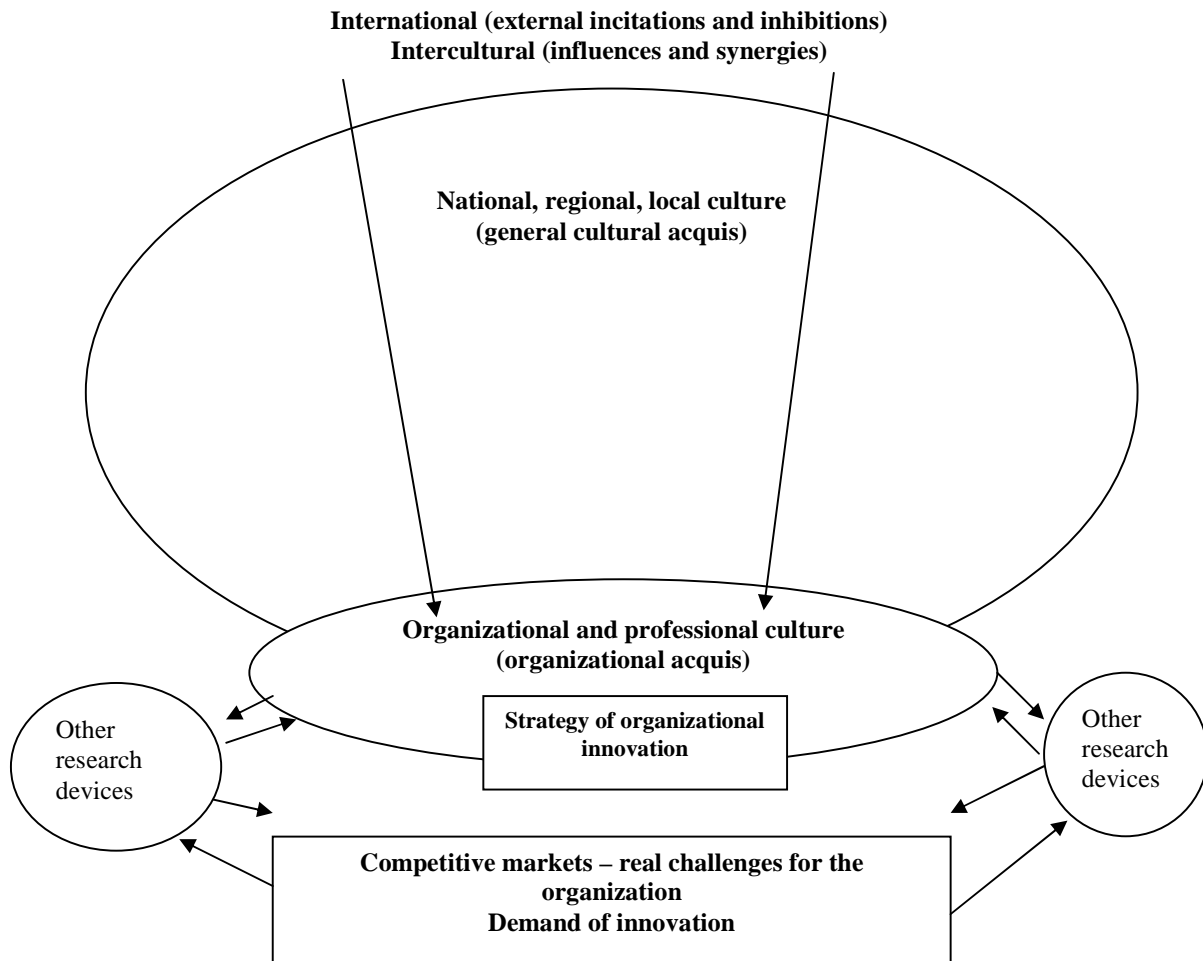 International (external incitations and inhibitions)
Intercultural (influences and synergies)
National, regional, local culture
(general cultural acquis)
Organizational and professional culture
(organizational acquis)
Strategy of organizational
innovation
Other
research
devices
Other
research
devices
Competitive markets – real challenges for the
organization
Demand of innovation